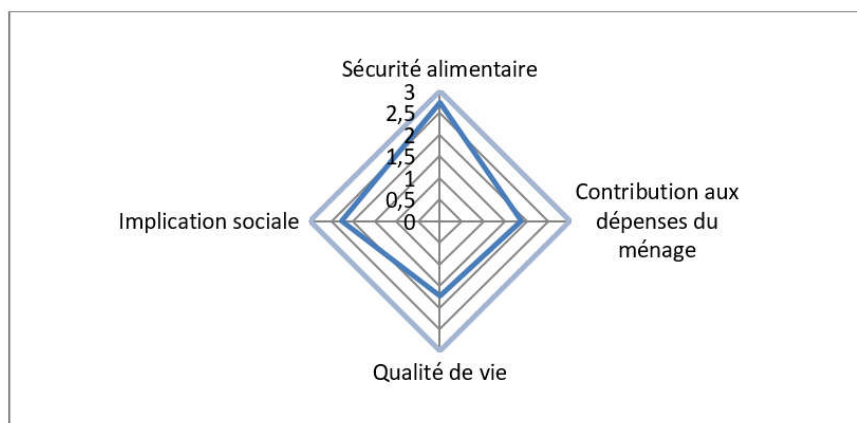 Sécurité alimentaire
3
2,5
2
1,5
1
0,5
0
Contribution aux
dépenses du
ménage
Implication sociale
Qualité de vie